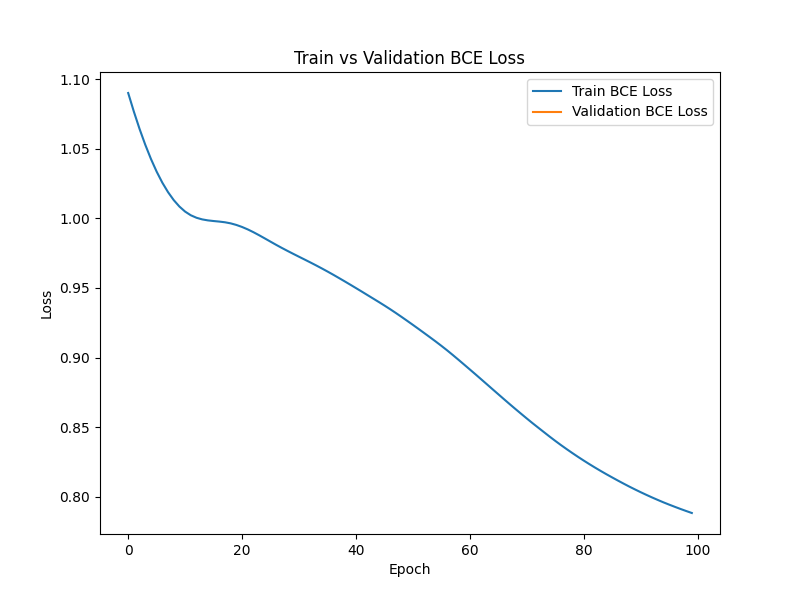 Train vs Validation BCE Loss
Train BCE Loss
Validation BCE Loss
1.10
1.05
1.00
0.95
0.90
0.85
0.80
Loss
0 20 40 60 80 100
Epoch